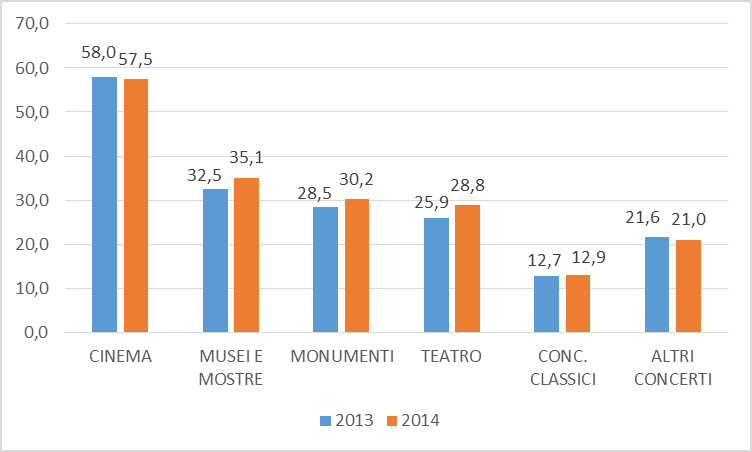 70,0
60,0
50,0
40,0
30,0
20,0
10,0
0,0
58,0 57,5
32,5 35,1
28,5 30,2
25,9 28,8
12,7 12,9
21,6 21,0
CINEMA
MUSEI E
MOSTRE
MONUMENTI
TEATRO
CONC.
CLASSICI
ALTRI
CONCERTI
2013 2014